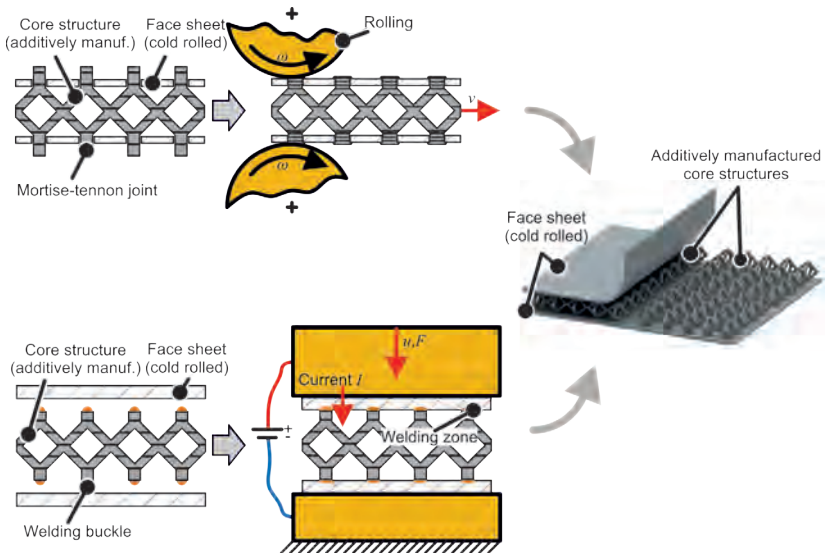 Core structure
(additively manuf.)
Face sheet
(cold rolled)
Mortise-tennon joint
+
ω
Rolling
v
ω
+
Additively manufactured
core structures
Face sheet
(cold rolled)
Core structure
(additively manuf.)
Face sheet
(cold rolled)
Welding buckle
u,F
Current I
+
-
Welding zone